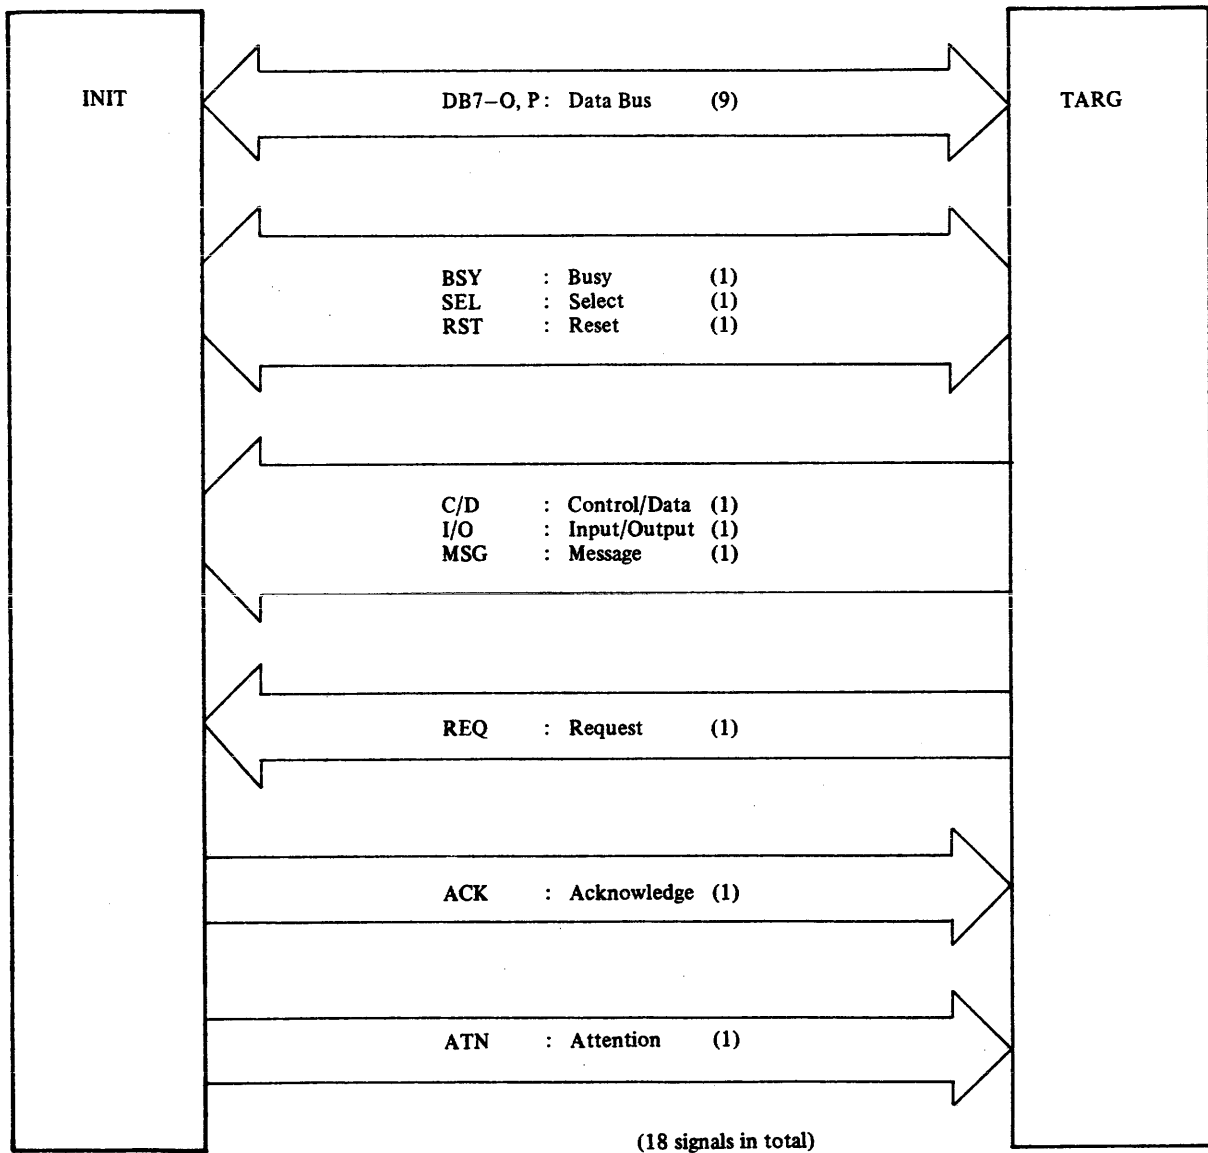 INIT
TARG
DB7–O, P : Data Bus (9)
BSY : Busy (1)
SEL : Select (1)
RST : Reset (1)
C/D : Control/Data (1)
I/O : Input/Output (1)
MSG : Message (1)
REQ : Request (1)
ACK : Acknowledge (1)
ATN : Attention (1)
(18 signals in total)